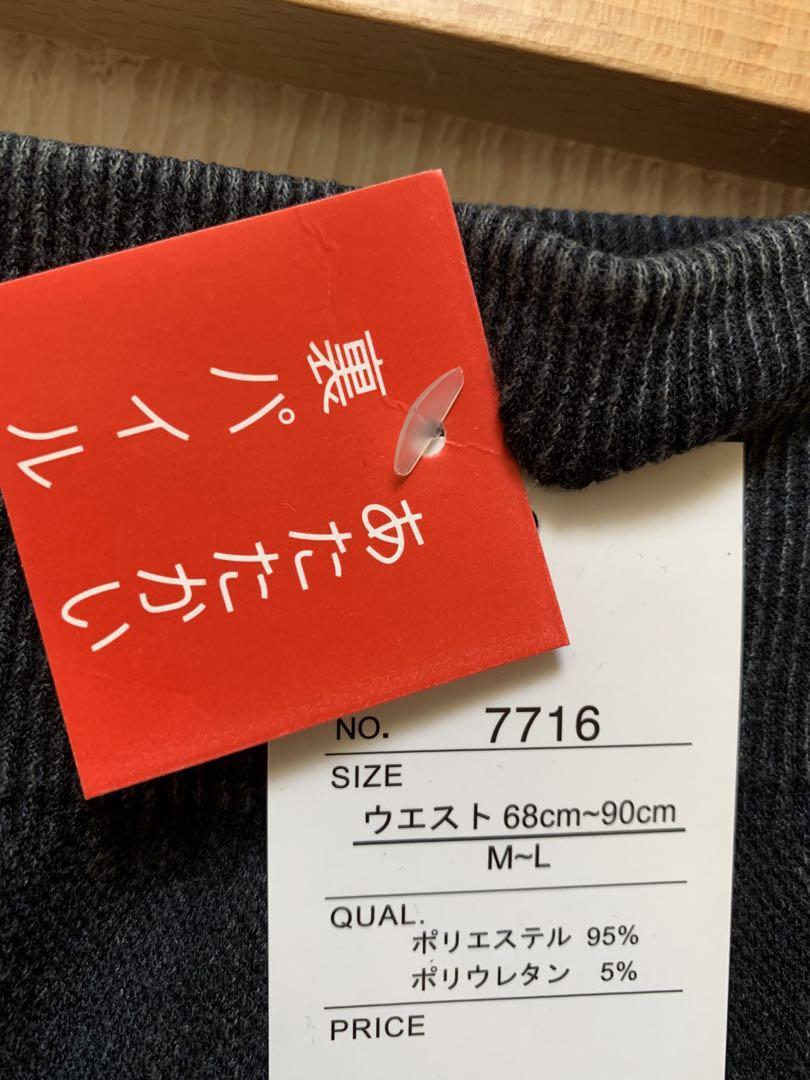 裏パイル
あたたかい
NO. 7716
SIZE
ウエスト 68cm~90cm
M~L
QUAL.
ポリエステル 95%
ポリウレタン 5%
PRICE